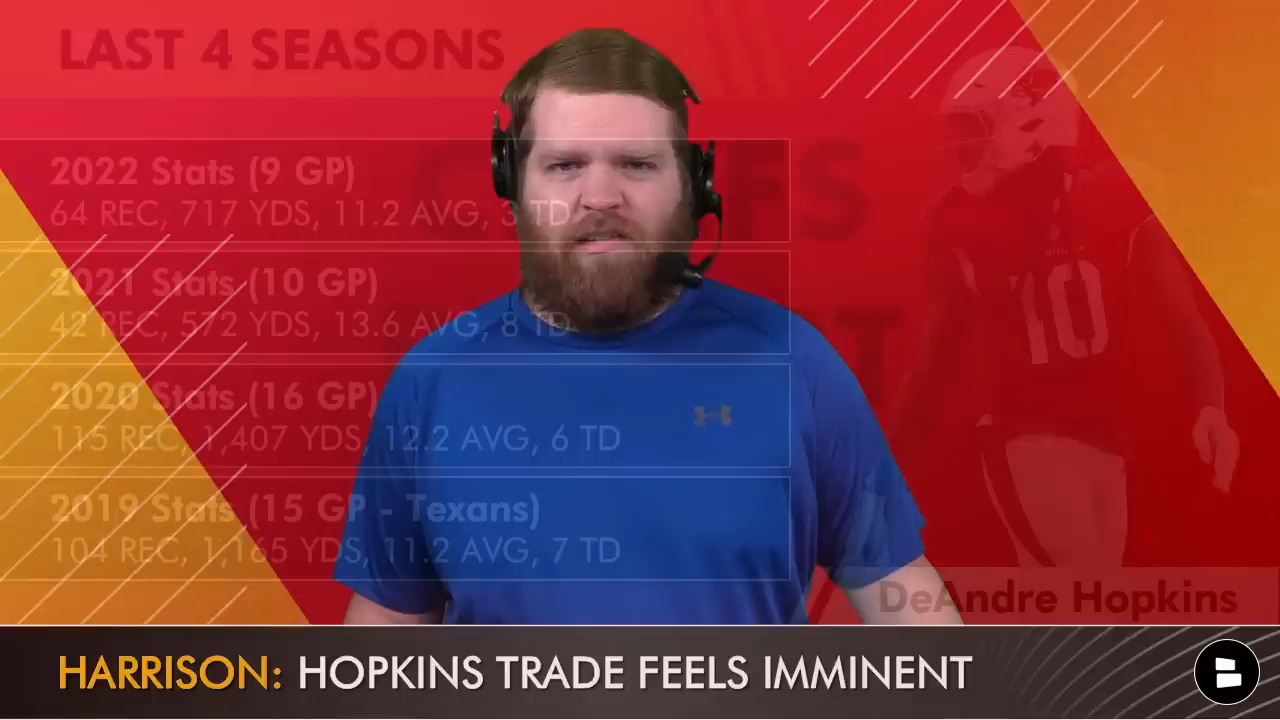 LAST 4 SEASONS
2022 Stats (9 GP)
64 REC, 717 YDS, 11.2 AVG, 3 TD
2021 Stats (10 GP)
42 REC, 572 YDS, 13.6 AVG, 8 TD
2020 Stats (16 GP)
115 REC, 1,407 YDS, 12.2 AVG, 6 TD
2019 Stats (15 GP - Texans)
104 REC, 1,165 YDS, 11.2 AVG, 7 TD
10
DeAndre Hopkins
HARRISON: HOPKINS TRADE FEELS IMMINENT